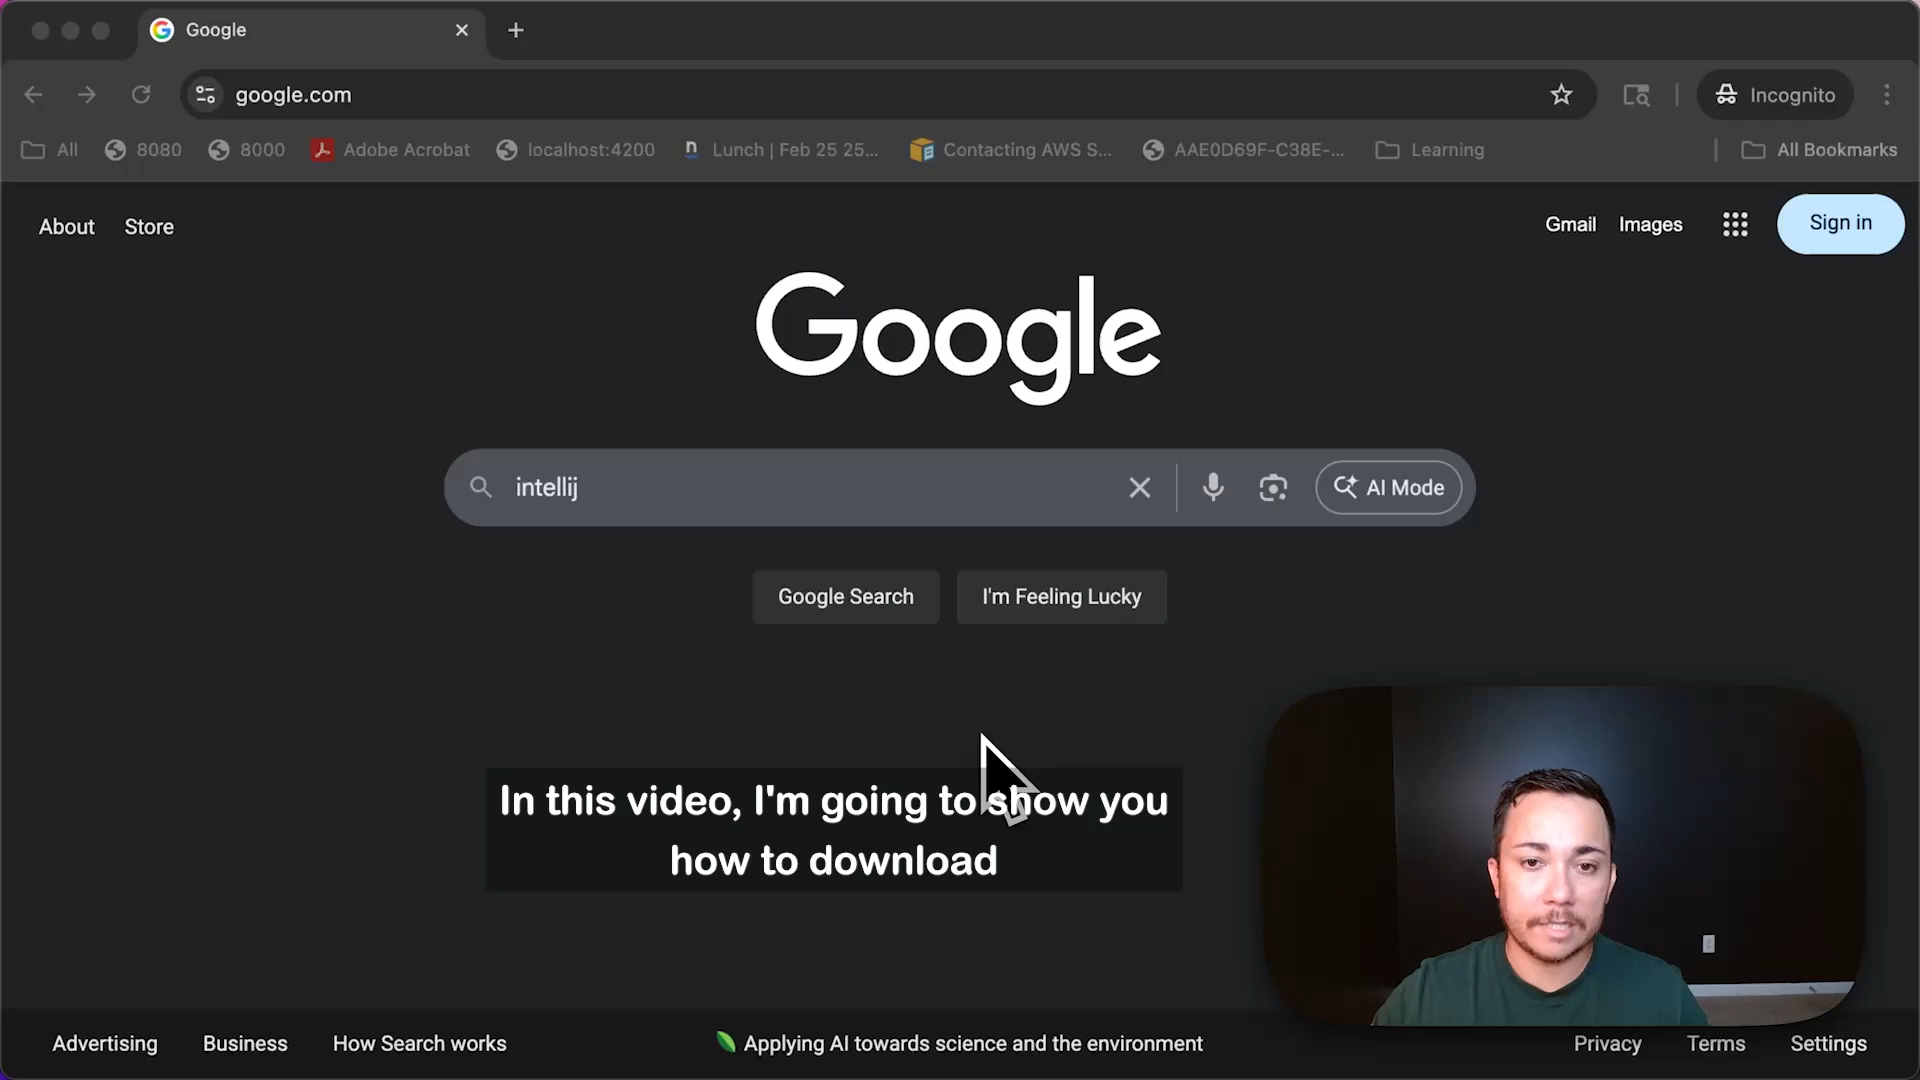 Google
google.com
Incognito
All
8080
8000
Adobe Acrobat
localhost:4200
Lunch | Feb 25 25...
Contacting AWS S...
AAE0D69F-C38E-...
Learning
All Bookmarks
About
Store
Gmail
Images
Sign in
Google
intellij
AI Mode
Google Search
I'm Feeling Lucky
In this video, I'm going to show you
how to download
Advertising
Business
How Search works
Applying AI towards science and the environment
Privacy
Terms
Settings